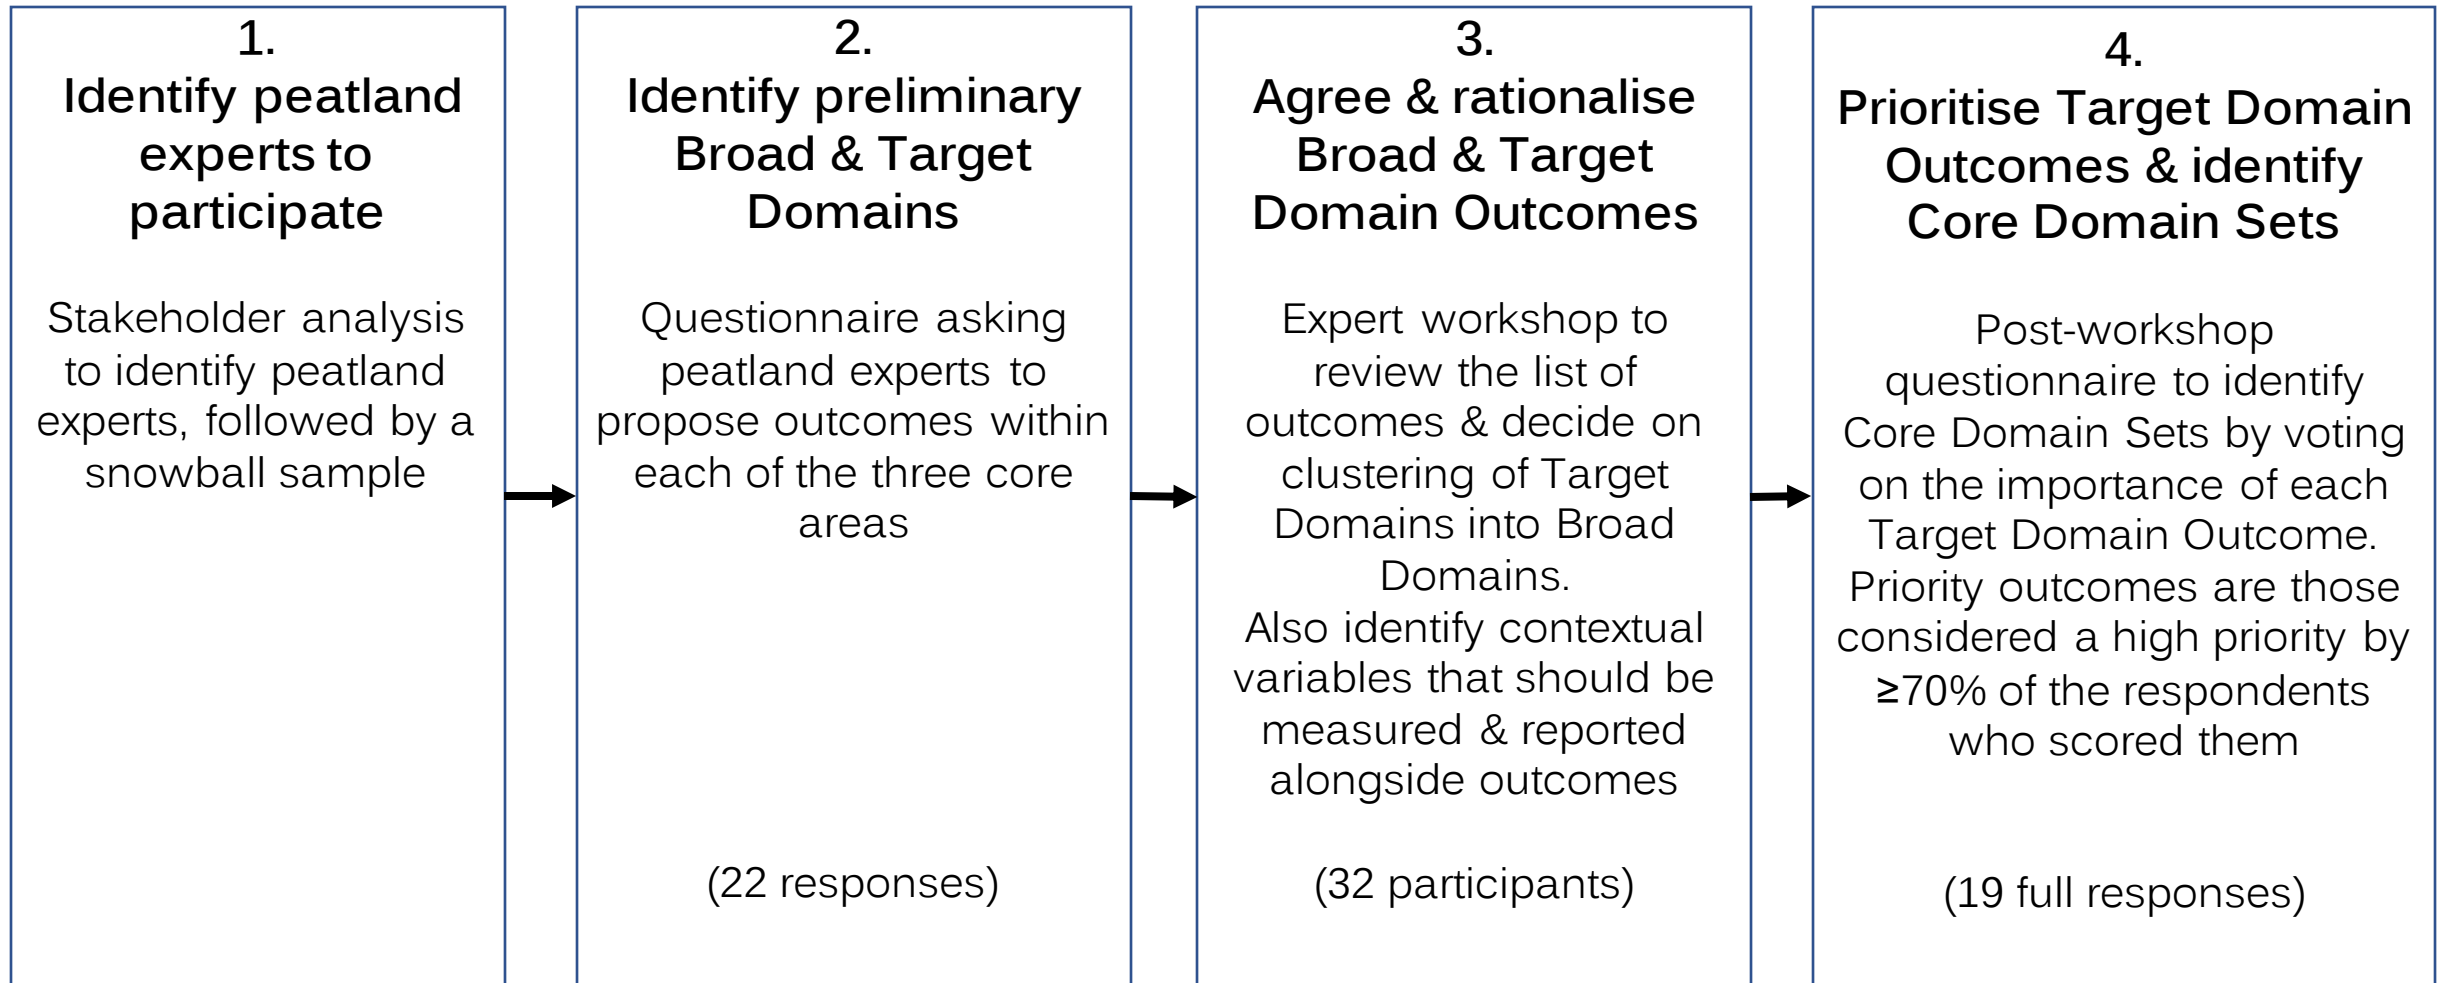 1.
Identify peatland
experts to
participate
Stakeholder analysis
to identify peatland
experts, followed by a
snowball sample
2.
Identify preliminary
Broad & Target
Domains
Questionnaire asking
peatland experts to
propose outcomes within
each of the three core
areas
(22 responses)
3.
Agree & rationalise
Broad & Target
Domain Outcomes
Expert workshop to
review the list of
outcomes & decide on
clustering of Target
Domains into Broad
Domains.
Also identify contextual
variables that should be
measured & reported
alongside outcomes
(32 participants)
4.
Prioritise Target Domain
Outcomes & identify
Core Domain Sets
Post-workshop
questionnaire to identify
Core Domain Sets by voting
on the importance of each
Target Domain Outcome.
Priority outcomes are those
considered a high priority by
≥70% of the respondents
who scored them
(19 full responses)